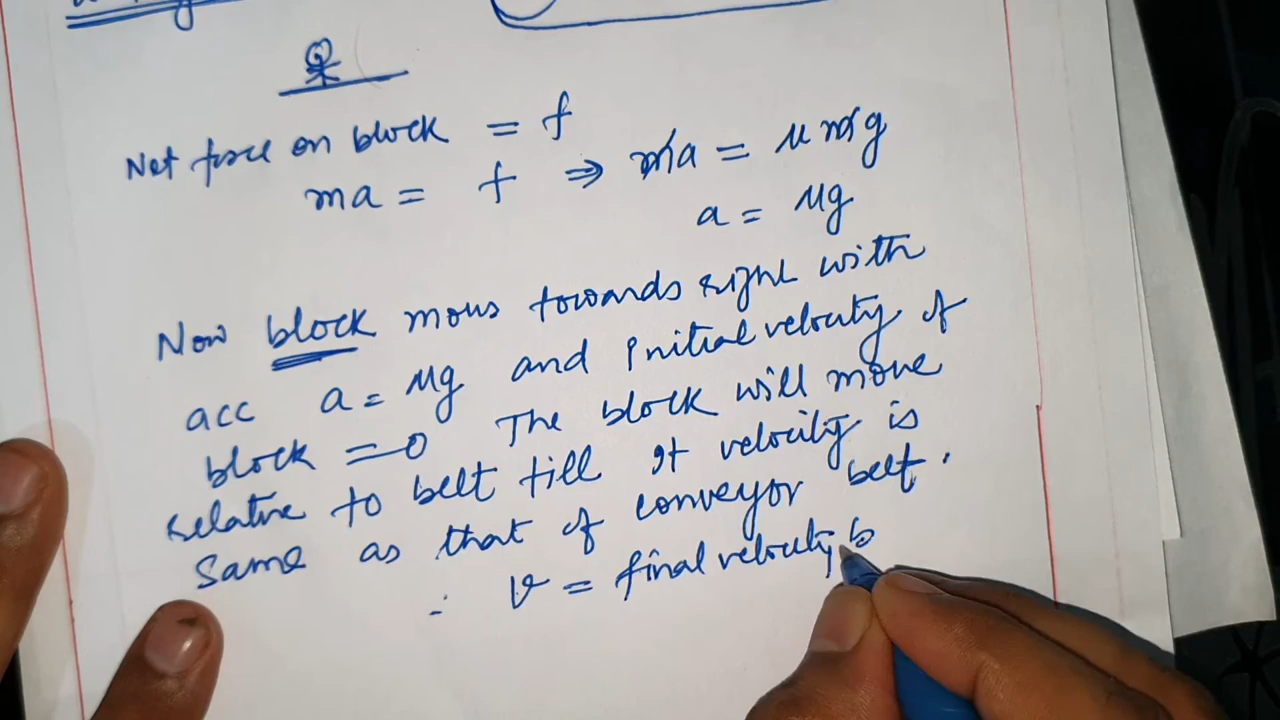 Net force on block = f
ma = f ⇒ ma = μmg
a = μg
Now block moves towards right with
acc a = μg and initial velocity of
block = 0 The block will move
relative to belt till it velocity is
same as that of conveyor belt.
∴ v = final velocity b